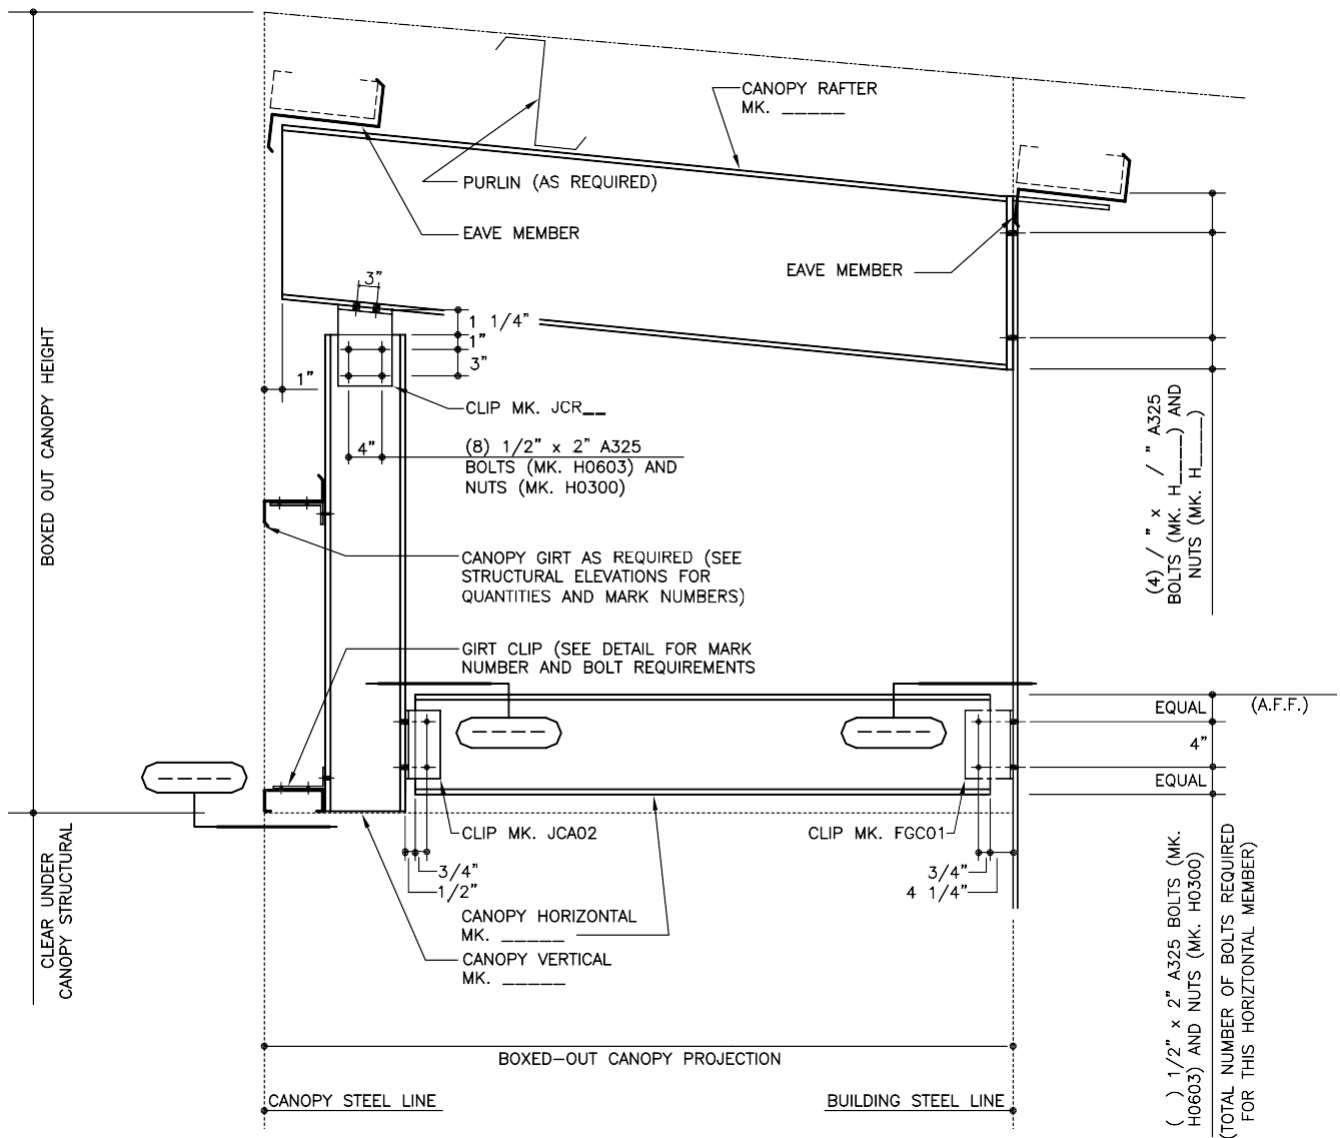 CANOPY RAFTER
MK. _____
PURLIN (AS REQUIRED)
EAVE MEMBER
EAVE MEMBER
3"
1 1/4"
1"
3"
1"
CLIP MK. JCR__
4"
(8) 1/2" x 2" A325
BOLTS (MK. H0603) AND
NUTS (MK. H0300)
BOXED OUT CANOPY HEIGHT
(4) / " x / " A325
BOLTS (MK. H____) AND
NUTS (MK. H____)
CANOPY GIRT AS REQUIRED (SEE
STRUCTURAL ELEVATIONS FOR
QUANTITIES AND MARK NUMBERS)
GIRT CLIP (SEE DETAIL FOR MARK
NUMBER AND BOLT REQUIREMENTS
EQUAL
(A.F.F.)
4"
EQUAL
CLIP MK. JCA02
CLIP MK. FGC01
3/4"
1/2"
3/4"
4 1/4"
CLEAR UNDER
CANOPY STRUCTURAL
CANOPY HORIZONTAL
MK. _____
CANOPY VERTICAL
MK. _____
( ) 1/2" x 2" A325 BOLTS (MK.
H0603) AND NUTS (MK. H0300)
(TOTAL NUMBER OF BOLTS REQUIRED
FOR THIS HORIZTONTAL MEMBER)
BOXED-OUT CANOPY PROJECTION
CANOPY STEEL LINE
BUILDING STEEL LINE